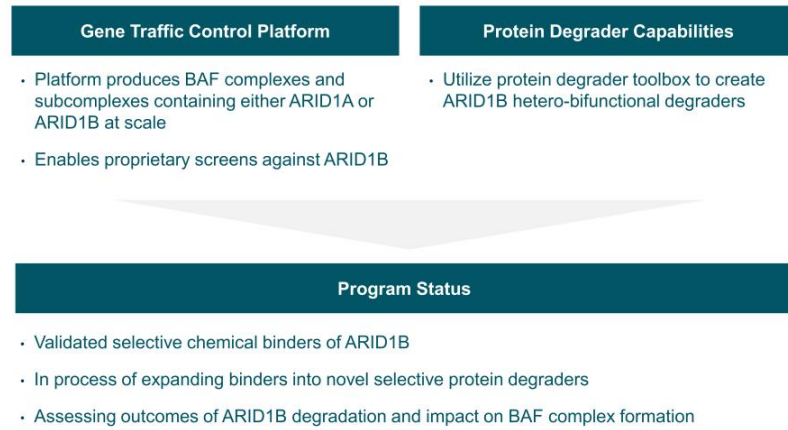 Gene Traffic Control Platform
• Platform produces BAF complexes and
subcomplexes containing either ARID1A or
ARID1B at scale
• Enables proprietary screens against ARID1B
Protein Degrader Capabilities
• Utilize protein degrader toolbox to create
ARID1B hetero-bifunctional degraders
Program Status
• Validated selective chemical binders of ARID1B
• In process of expanding binders into novel selective protein degraders
• Assessing outcomes of ARID1B degradation and impact on BAF complex formation